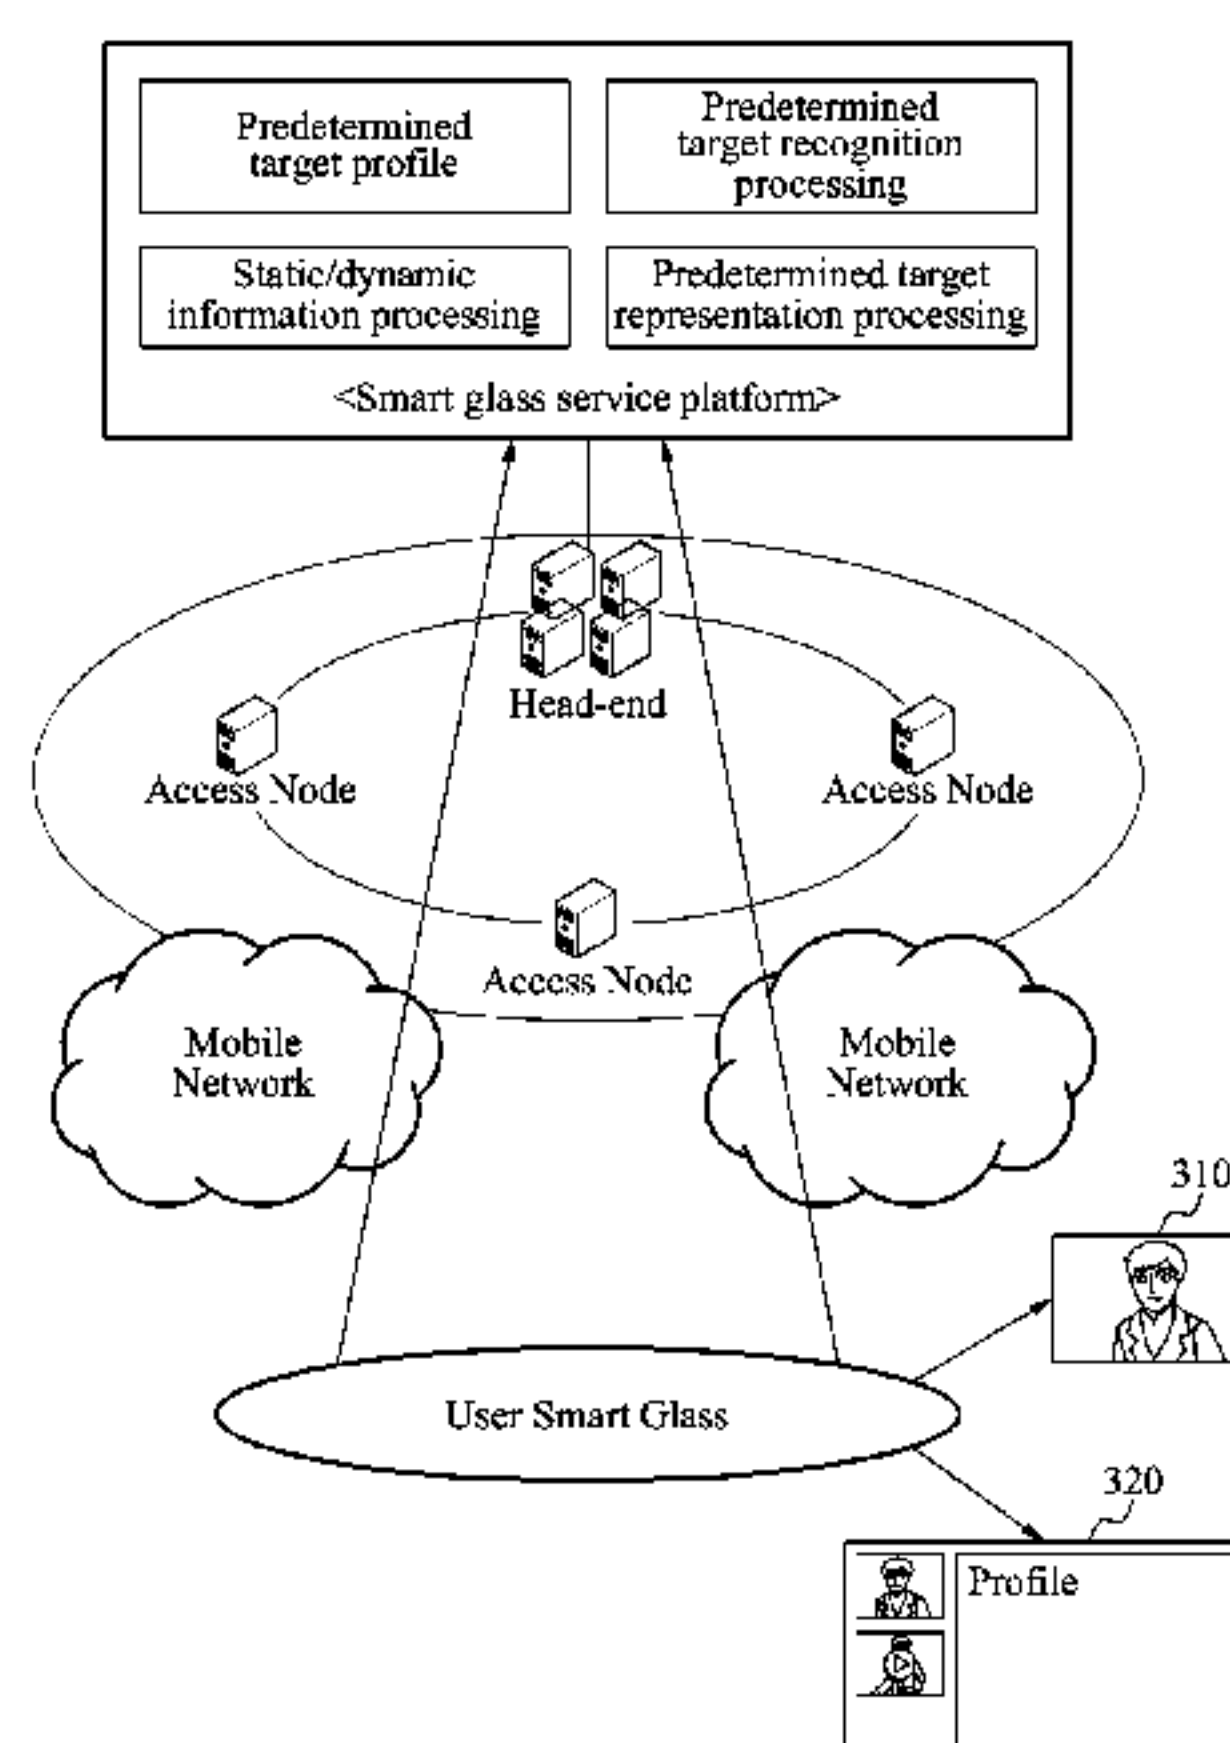 Predetermined
target profile
Predetermined
target recognition
processing
Static/dynamic
information processing
Predetermined target
representation processing
<Smart glass service platform>
Head-end
Access Node
Access Node
Access Node
Mobile
Network
Mobile
Network
310
User Smart Glass
320
Profile